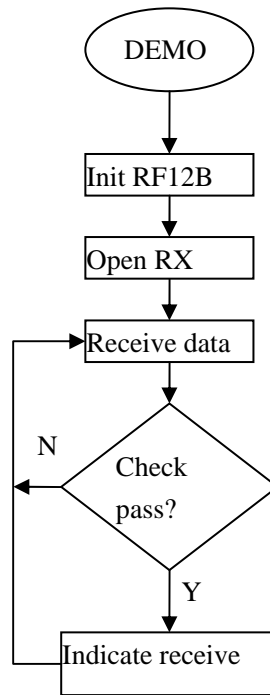 DEMO
Init RF12B
Open RX
Receive data
N
Check
pass?
Y
Indicate receive